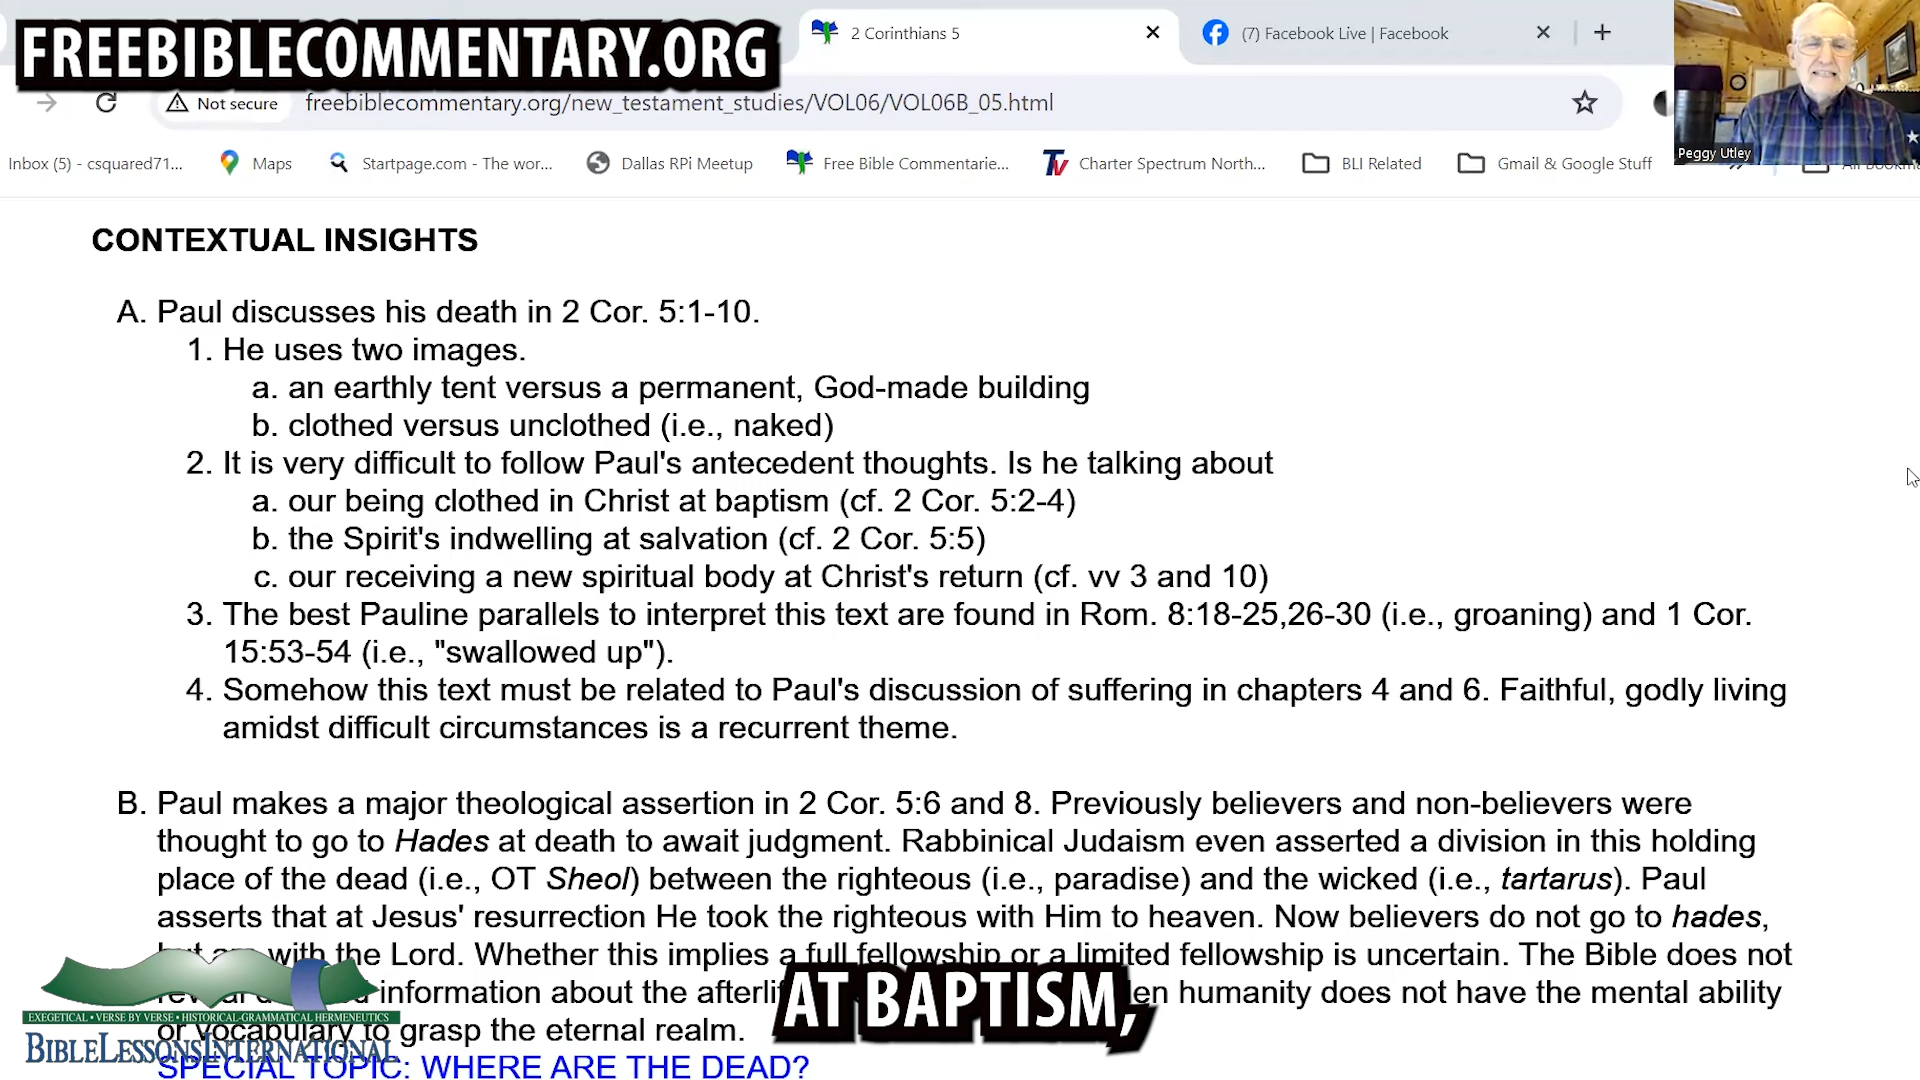 FREEBIBLECOMMENTARY.ORG
2 Corinthians 5
(7) Facebook Live | Facebook
Not secure
freebiblecommentary.org/new_testament_studies/VOL06/VOL06B_05.html
Peggy Utley
Inbox (5) - csquared71...
Maps
Startpage.com - The wor...
Dallas RPi Meetup
Free Bible Commentarie...
Charter Spectrum North...
BLI Related
Gmail & Google Stuff
All
CONTEXTUAL INSIGHTS
A. Paul discusses his death in 2 Cor. 5:1-10.
1. He uses two images.
a. an earthly tent versus a permanent, God-made building
b. clothed versus unclothed (i.e., naked)
2. It is very difficult to follow Paul's antecedent thoughts. Is he talking about
a. our being clothed in Christ at baptism (cf. 2 Cor. 5:2-4)
b. the Spirit's indwelling at salvation (cf. 2 Cor. 5:5)
c. our receiving a new spiritual body at Christ's return (cf. vv 3 and 10)
3. The best Pauline parallels to interpret this text are found in Rom. 8:18-25,26-30 (i.e., groaning) and 1 Cor.
15:53-54 (i.e., "swallowed up").
4. Somehow this text must be related to Paul's discussion of suffering in chapters 4 and 6. Faithful, godly living
amidst difficult circumstances is a recurrent theme.
B. Paul makes a major theological assertion in 2 Cor. 5:6 and 8. Previously believers and non-believers were
thought to go to Hades at death to await judgment. Rabbinical Judaism even asserted a division in this holding
place of the dead (i.e., OT Sheol) between the righteous (i.e., paradise) and the wicked (i.e., tartarus). Paul
asserts that at Jesus' resurrection He took the righteous with Him to heaven. Now believers do not go to hades,
with the Lord. Whether this implies a full fellowship or a limited fellowship is uncertain. The Bible does not
information about the humanity does not have the mental ability
or vocabulary to grasp the eternal realm.
SPECIAL TOPIC: WHERE ARE THE DEAD?
AT BAPTISM,
EXEGETICAL • VERSE BY VERSE • HISTORICAL-GRAMMATICAL HERMENEUTICS
BIBLELESSONSINTERNATIONAL